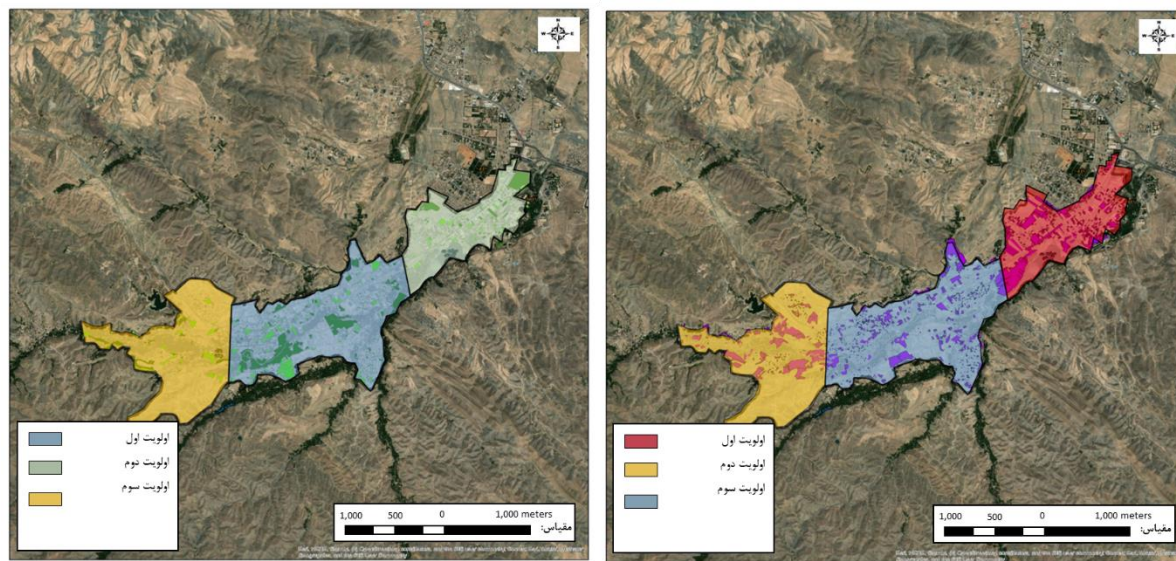 N
W E
S
اولویت اول
اولویت دوم
اولویت سوم
1,000 500 0 1,000 meters
مقیاس:
N
W E
S
اولویت اول
اولویت دوم
اولویت سوم
1,000 500 0 1,000 meters
مقیاس: